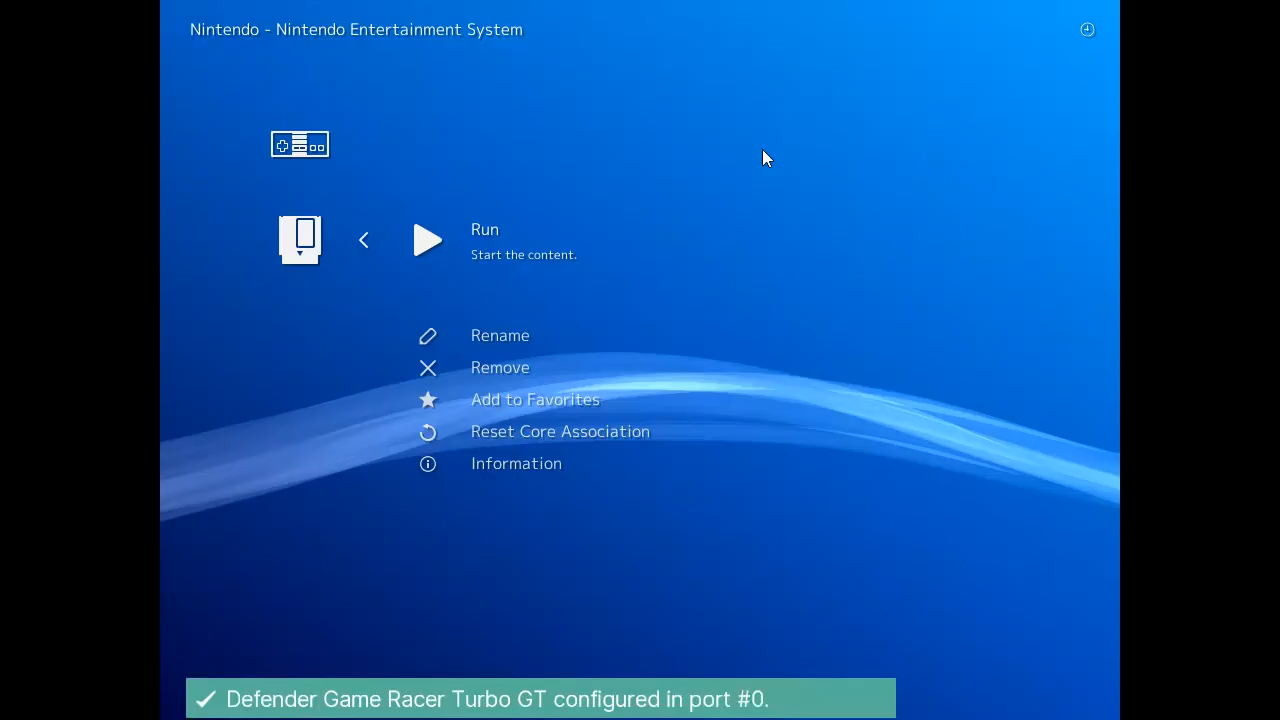 Nintendo - Nintendo Entertainment System
Run
Start the content.
Rename
Remove
Add to Favorites
Reset Core Association
Information
Defender Game Racer Turbo GT configured in port #0.